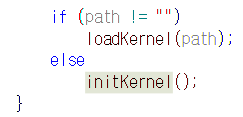 if (path != "")
loadKernel(path);
else
initKernel();
}